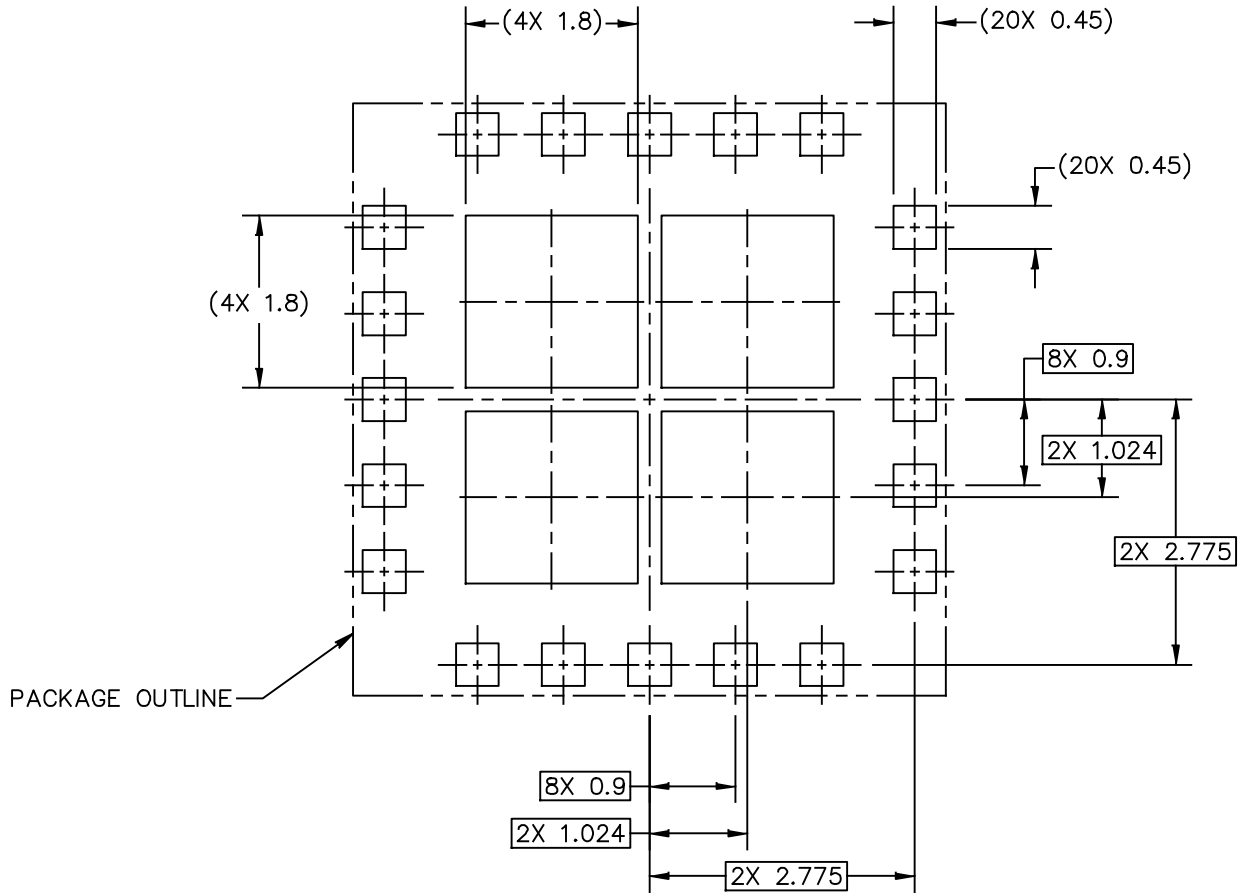 (4X 1.8)
(20X 0.45)
(20X 0.45)
(4X 1.8)
8X 0.9
2X 1.024
2X 2.775
PACKAGE OUTLINE
8X 0.9
2X 1.024
2X 2.775